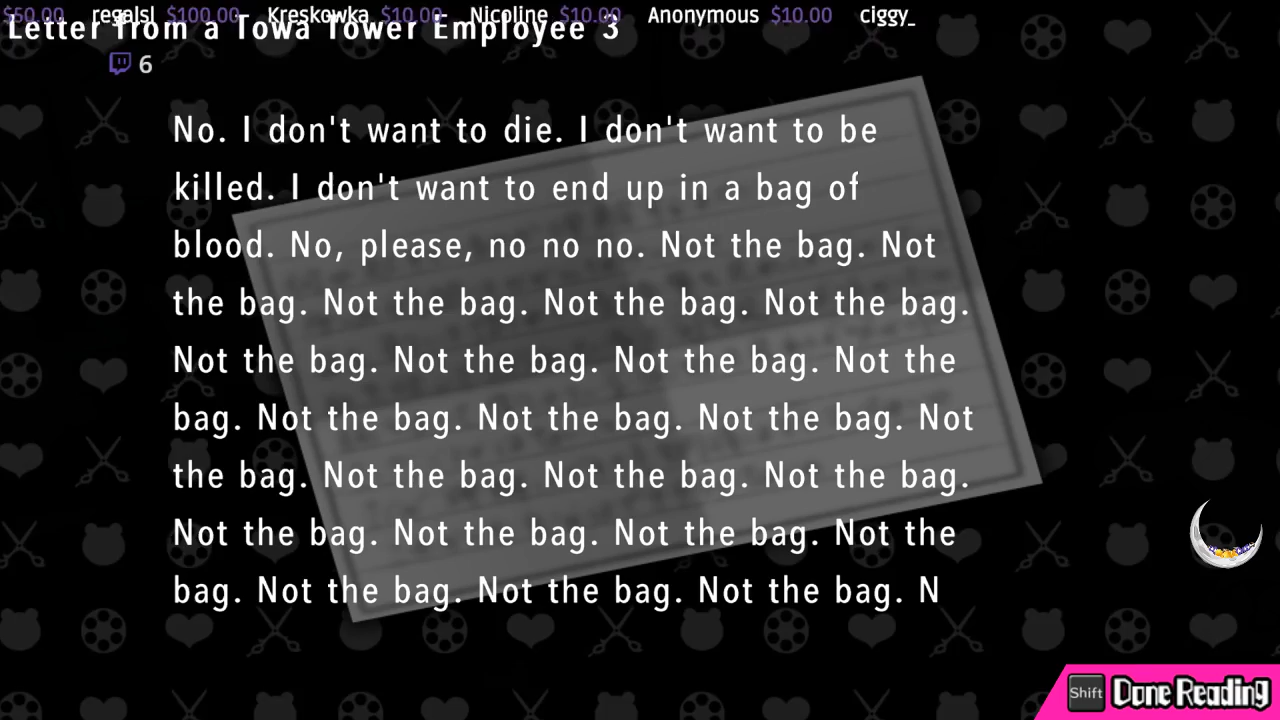 $50.00 regalsl $100.00 Kreskowka $10.00 Nicoline $10.00 Anonymous $10.00 ciggy_
Letter from a Towa Tower Employee 3
6
No. I don't want to die. I don't want to be
killed. I don't want to end up in a bag of
blood. No, please, no no no. Not the bag. Not
the bag. Not the bag. Not the bag. Not the bag.
Not the bag. Not the bag. Not the bag. Not the
bag. Not the bag. Not the bag. Not the bag. Not
the bag. Not the bag. Not the bag. Not the bag.
Not the bag. Not the bag. Not the bag. Not the
bag. Not the bag. Not the bag. Not the bag. N
Shift Done Reading